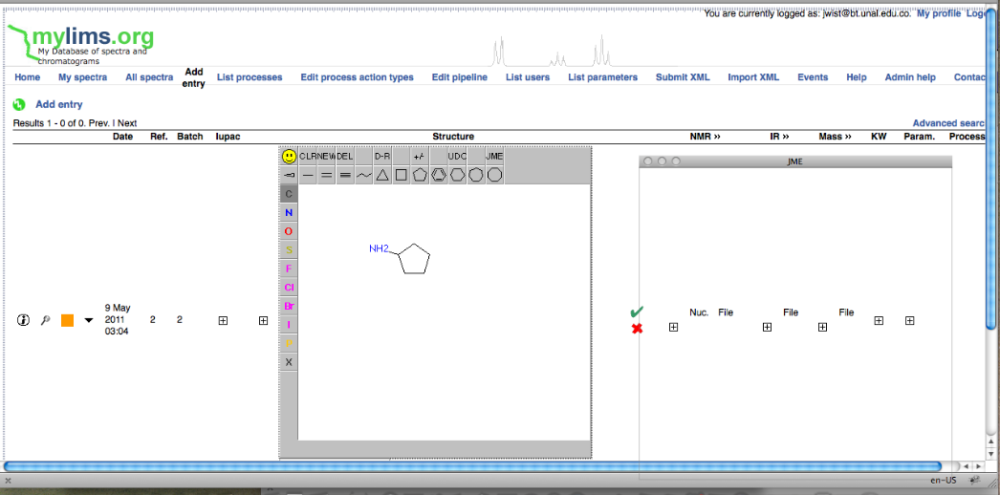 You are currently logged as: jwist@bt.unal.edu.co. My profile Logo
mylims.org
My Database of spectra and
chromatograms
Home My spectra All spectra Add entry List processes Edit process action types Edit pipeline List users List parameters Submit XML Import XML Events Help Admin help Contac
Add entry
Results 1 - 0 of 0. Prev. | Next Advanced searc
Date Ref. Batch Iupac Structure NMR » IR » Mass » KW Param. Process
CLR NEW DEL D-R +/- UDO JME
JME
C
N
O
S
F
Cl
Br
I
P
X
NH2
9 May
2011
03:04
2 2
Nuc. File File File
en-US